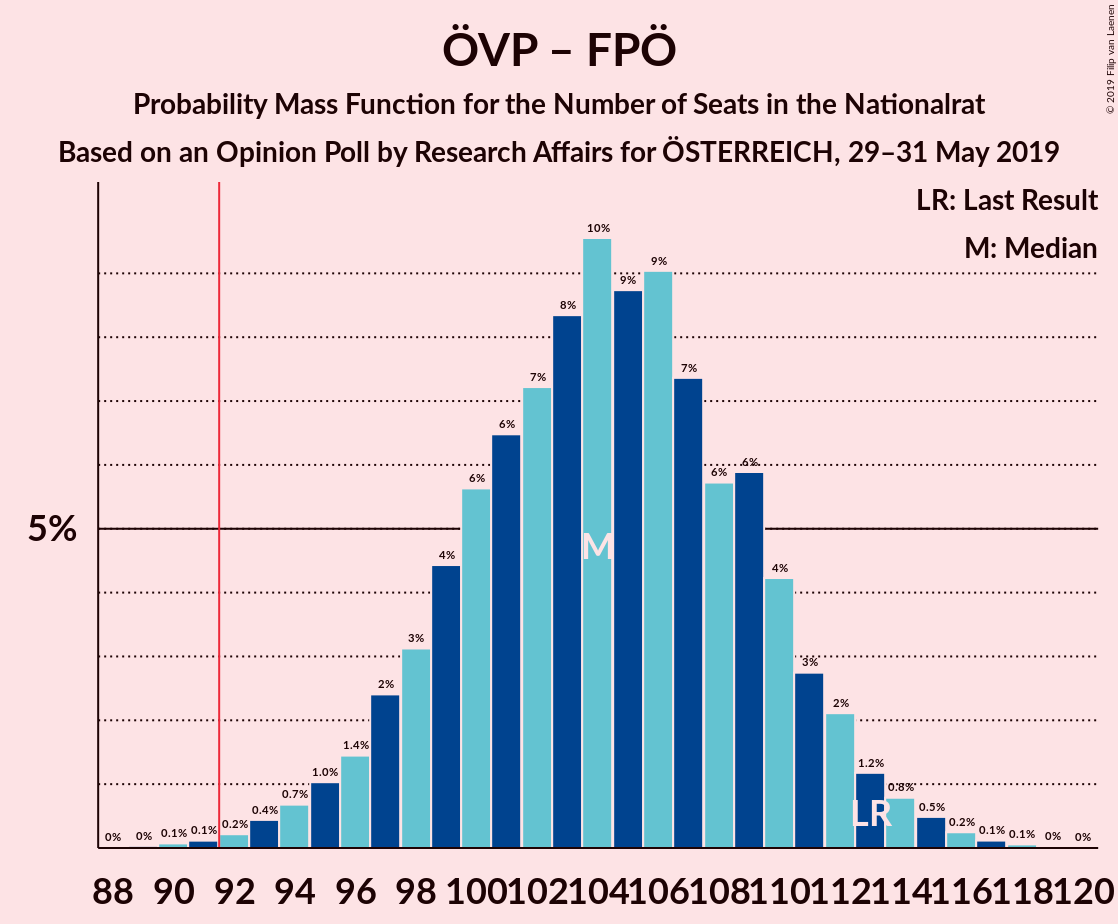 ÖVP – FPÖ
Probability Mass Function for the Number of Seats in the Nationalrat
Based on an Opinion Poll by Research Affairs for ÖSTERREICH, 29–31 May 2019
© 2019 Filip van Laenen
LR: Last Result
M: Median
5%
0% 0% 0.1% 0.1% 0.2% 0.4% 0.7% 1.0% 1.4% 2% 3% 4% 6% 6% 7% 8% 10% 9% 9% 7% 6% 6% 4% 3% 2% 1.2% 0.8% 0.5% 0.2% 0.1% 0.1% 0% 0%
M
LR
88 90 92 94 96 98 100 102 104 106 108 110 112 114 116 118 120